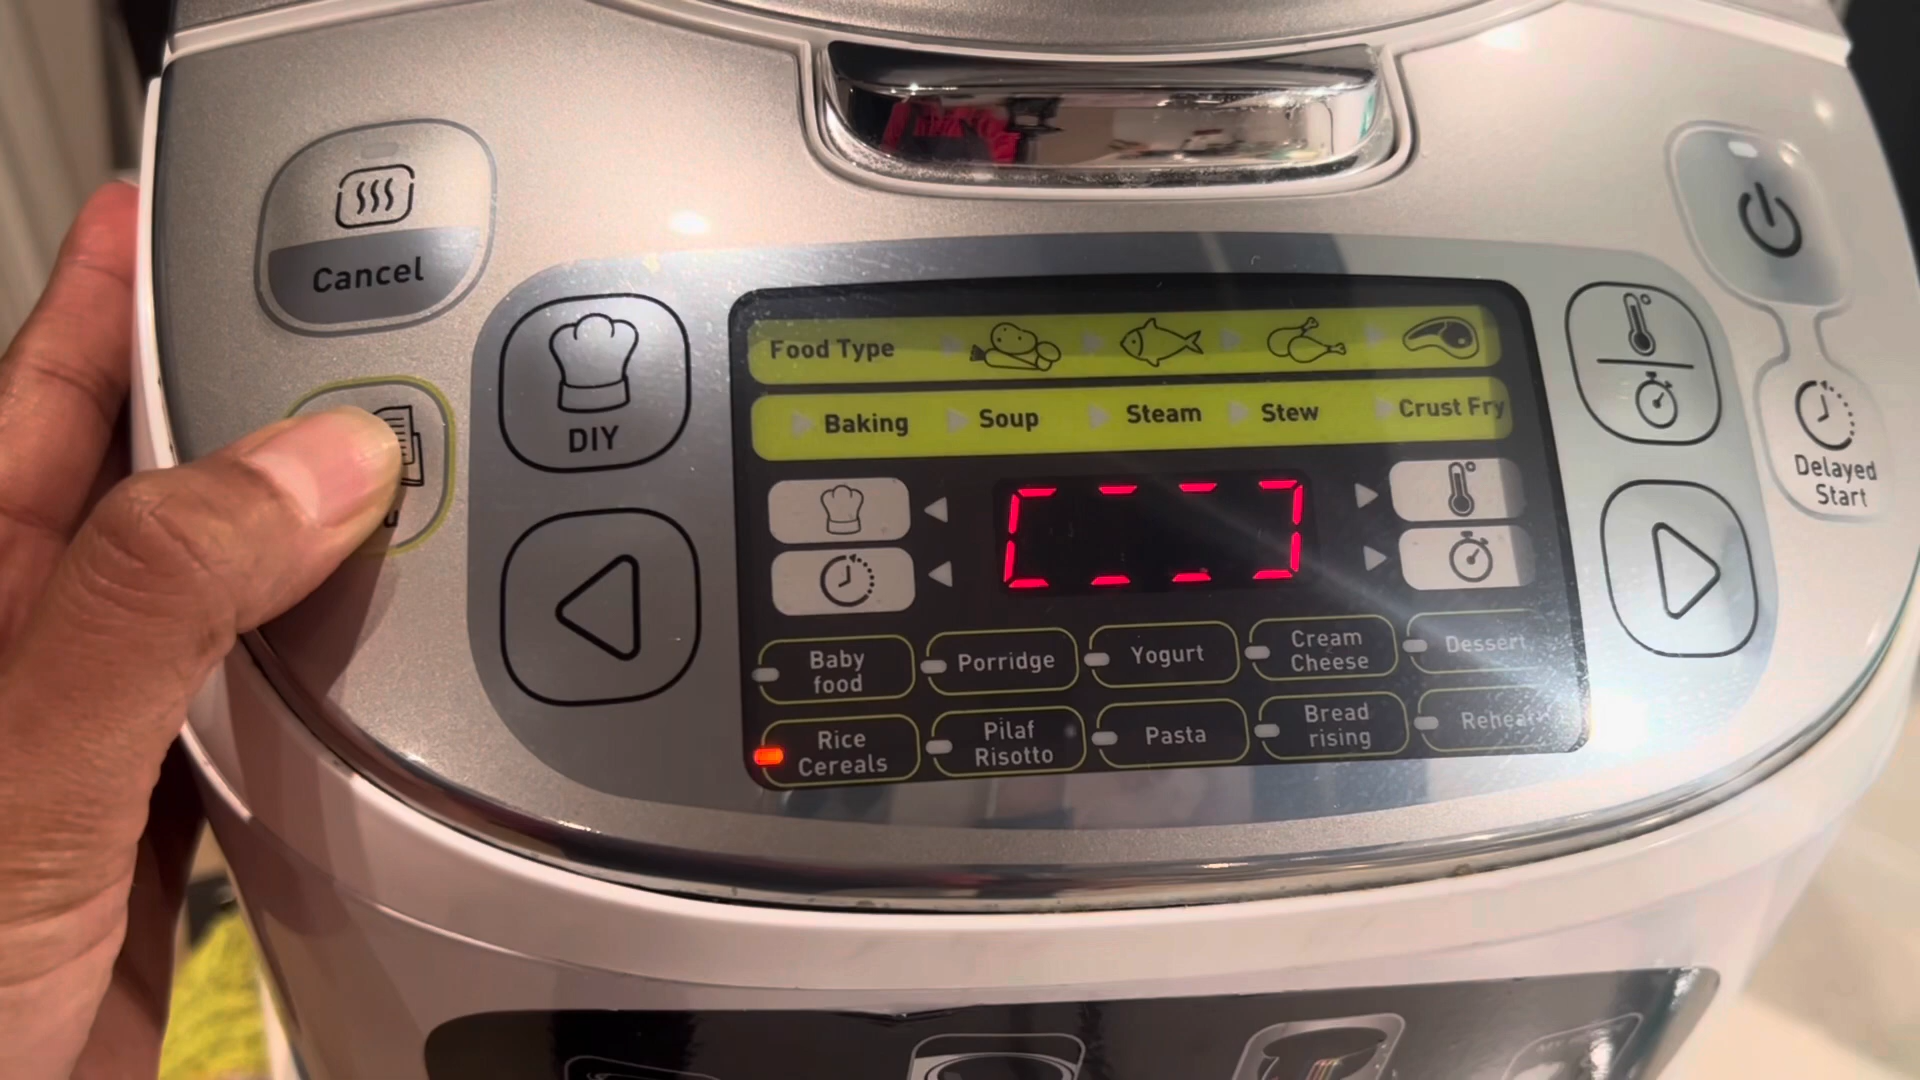 Cancel
DIY
Food Type
Baking Soup Steam Stew Crust Fry
Delayed
Start
Baby
food
Porridge
Yogurt
Cream
Cheese
Dessert
Rice
Cereals
Pilaf
Risotto
Pasta
Bread
rising
Reheat